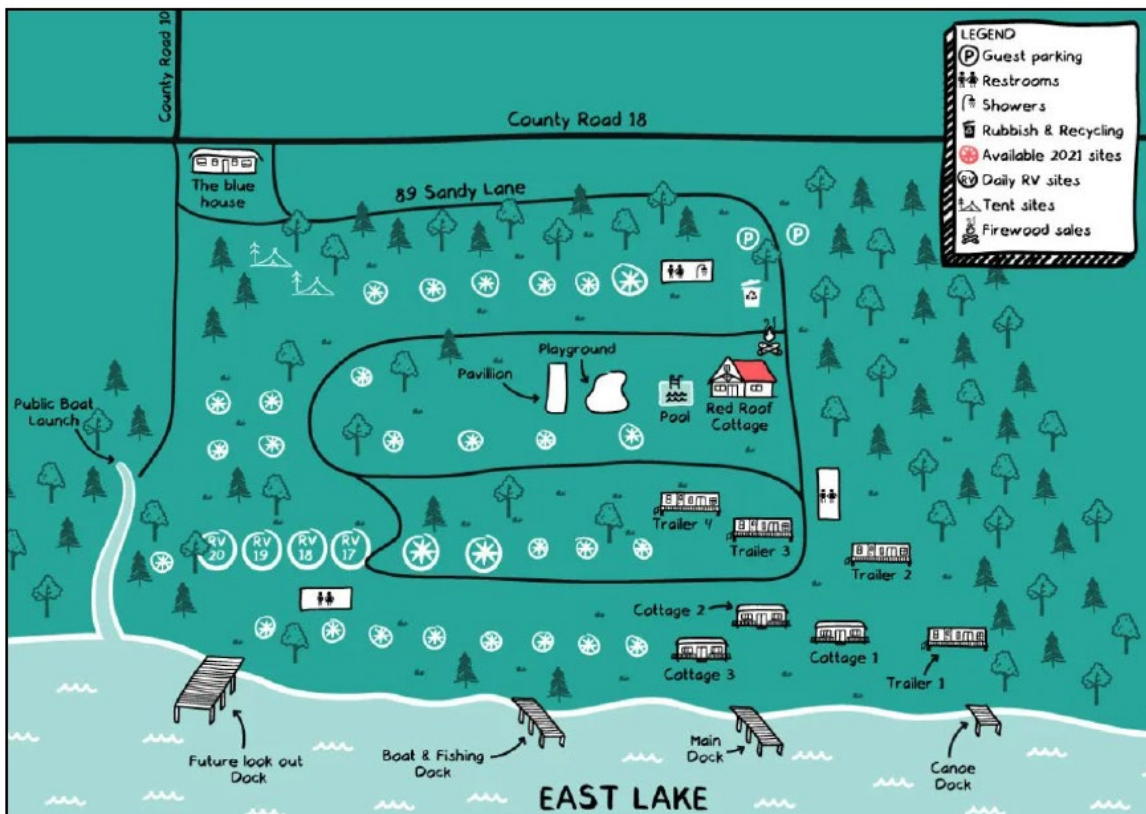 County Road 10
LEGEND
P Guest parking
Restrooms
Showers
Rubbish & Recycling
Available 2021 sites
RV Daily RV sites
Tent sites
Firewood sales
County Road 18
The blue
house
89 Sandy Lane
P
P
Playground
Pavillion
Pool
Red Roof
Cottage
Public Boat
Launch
Trailer 4
Trailer 3
RV
20
RV
19
RV
18
RV
17
Trailer 2
Cottage 2
Cottage 1
Cottage 3
Trailer 1
Future look out
Dock
Boat & Fishing
Dock
Main
Dock
Canoe
Dock
EAST LAKE